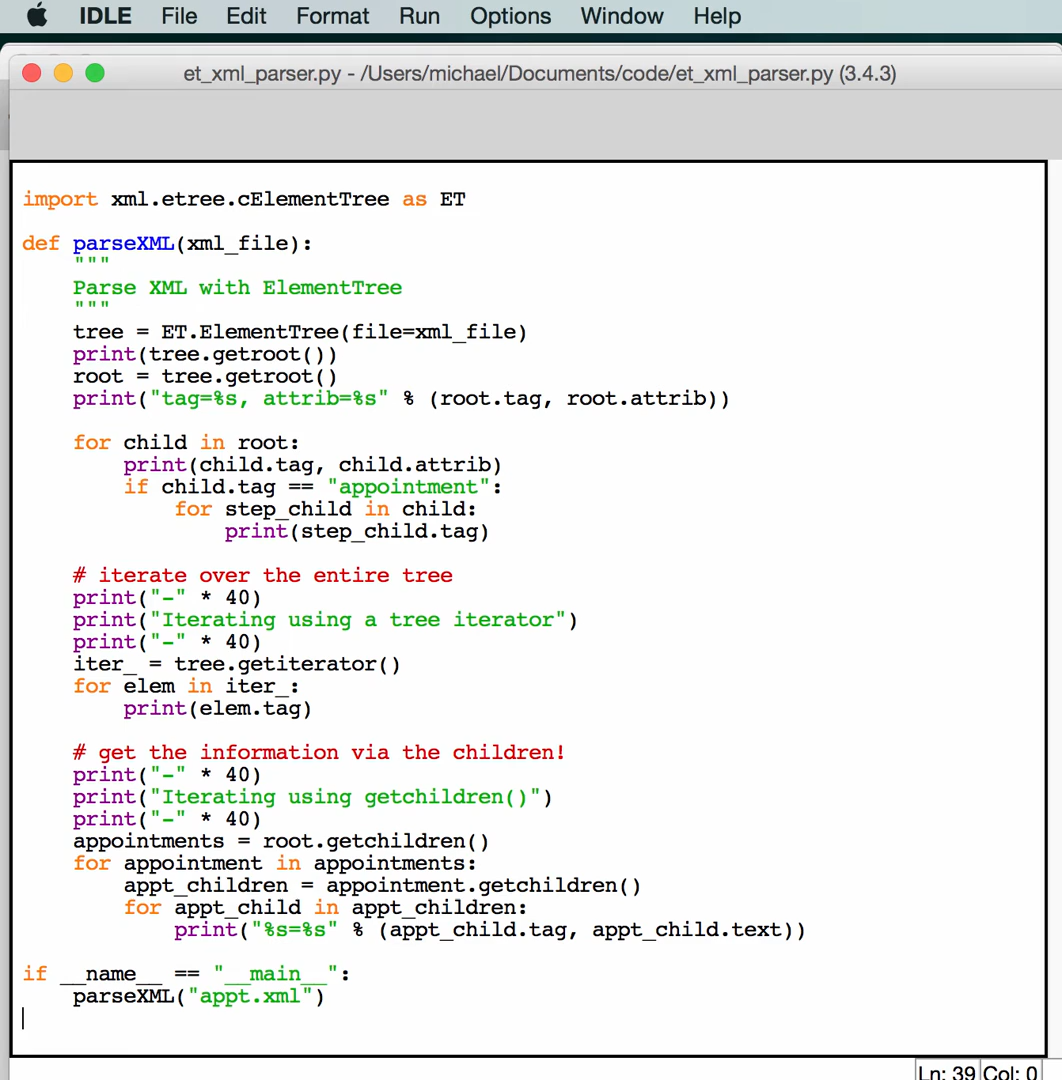 IDLE File Edit Format Run Options Window Help
et_xml_parser.py - /Users/michael/Documents/code/et_xml_parser.py (3.4.3)
import xml.etree.cElementTree as ET
def parseXML(xml_file):
    """
    Parse XML with ElementTree
    """
    tree = ET.ElementTree(file=xml_file)
    print(tree.getroot())
    root = tree.getroot()
    print("tag=%s, attrib=%s" % (root.tag, root.attrib))
    for child in root:
        print(child.tag, child.attrib)
        if child.tag == "appointment":
            for step_child in child:
                print(step_child.tag)
    # iterate over the entire tree
    print("-" * 40)
    print("Iterating using a tree iterator")
    print("-" * 40)
    iter_ = tree.getiterator()
    for elem in iter_:
        print(elem.tag)
    # get the information via the children!
    print("-" * 40)
    print("Iterating using getchildren()")
    print("-" * 40)
    appointments = root.getchildren()
    for appointment in appointments:
        appt_children = appointment.getchildren()
        for appt_child in appt_children:
            print("%s=%s" % (appt_child.tag, appt_child.text))
if __name__ == "__main__":
    parseXML("appt.xml")
Ln: 39 Col: 0